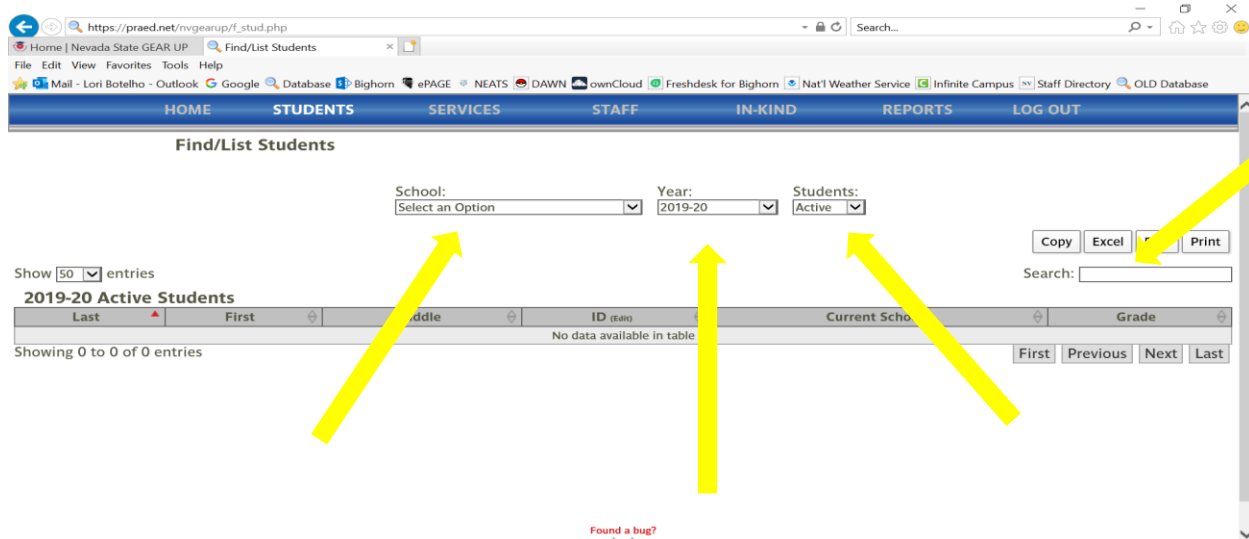 https://praed.net/nvgearup/f_stud.php Search...
Home | Nevada State GEAR UP Find/List Students
File Edit View Favorites Tools Help
Mail - Lori Botelho - Outlook Google Database Bighorn ePAGE NEATS DAWN ownCloud Freshdesk for Bighorn Nat'l Weather Service Infinite Campus Staff Directory OLD Database
HOME STUDENTS SERVICES STAFF IN-KIND REPORTS LOG OUT
Find/List Students
School: Year: Students:
Select an Option 2019-20 Active
Copy Excel Print
Show 50 entries Search:
2019-20 Active Students
Last First ID (Edit) Current Grade
No data available in table
Showing 0 to 0 of 0 entries First Previous Next Last
Found a bug?